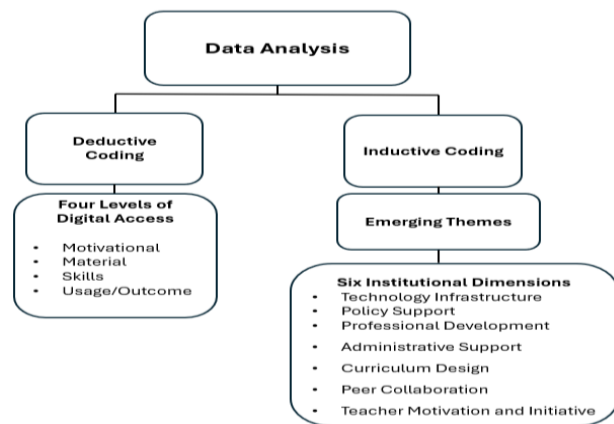 Data Analysis
Deductive
Coding
Four Levels of
Digital Access
• Motivational
• Material
• Skills
• Usage/Outcome
Inductive Coding
Emerging Themes
Six Institutional Dimensions
• Technology Infrastructure
• Policy Support
• Professional Development
• Administrative Support
• Curriculum Design
• Peer Collaboration
• Teacher Motivation and Initiative